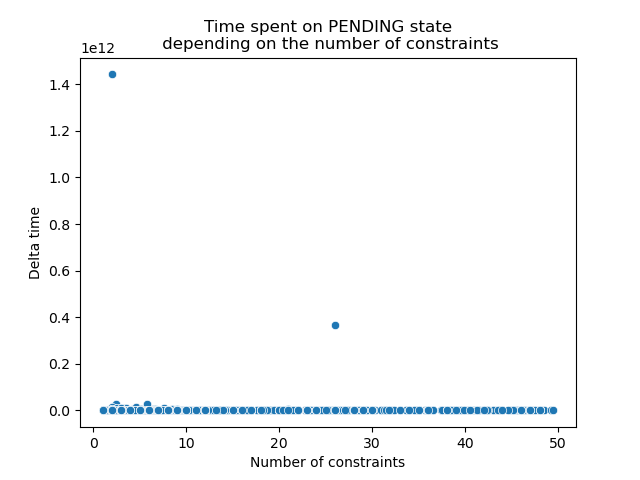 Time spent on PENDING state
depending on the number of constraints
1e12
1.4
1.2
1.0
0.8
0.6
0.4
0.2
0.0
Delta time
0 10 20 30 40 50
Number of constraints